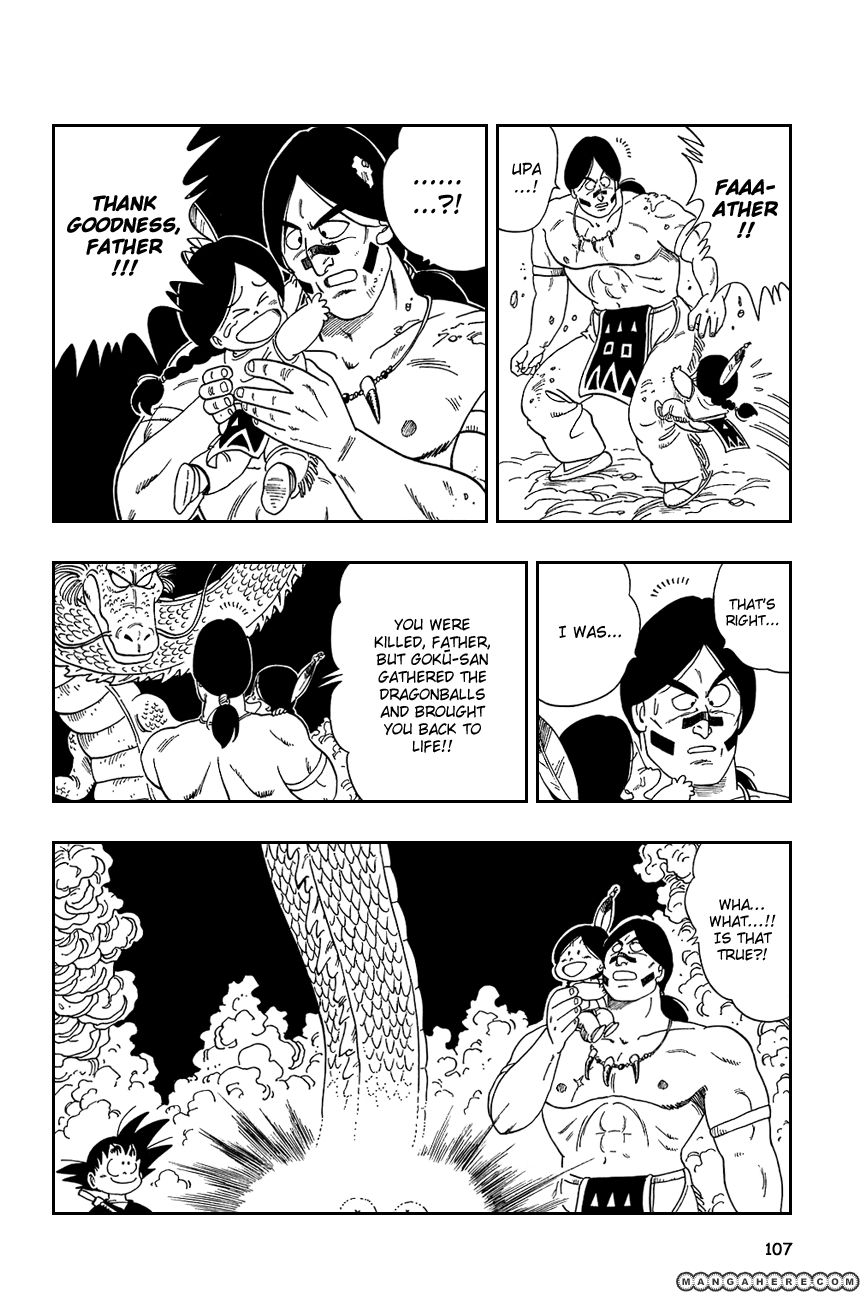 FAAA-
ATHER
!!
UPA
...!
......
...?!
THANK
GOODNESS,
FATHER
!!!
THAT'S
RIGHT...
I WAS...
YOU WERE
KILLED, FATHER,
BUT GOKŪ-SAN
GATHERED THE
DRAGONBALLS
AND BROUGHT
YOU BACK TO
LIFE!!
WHA...
WHAT...!!
IS THAT
TRUE?!
107
MANGAHERE.COM